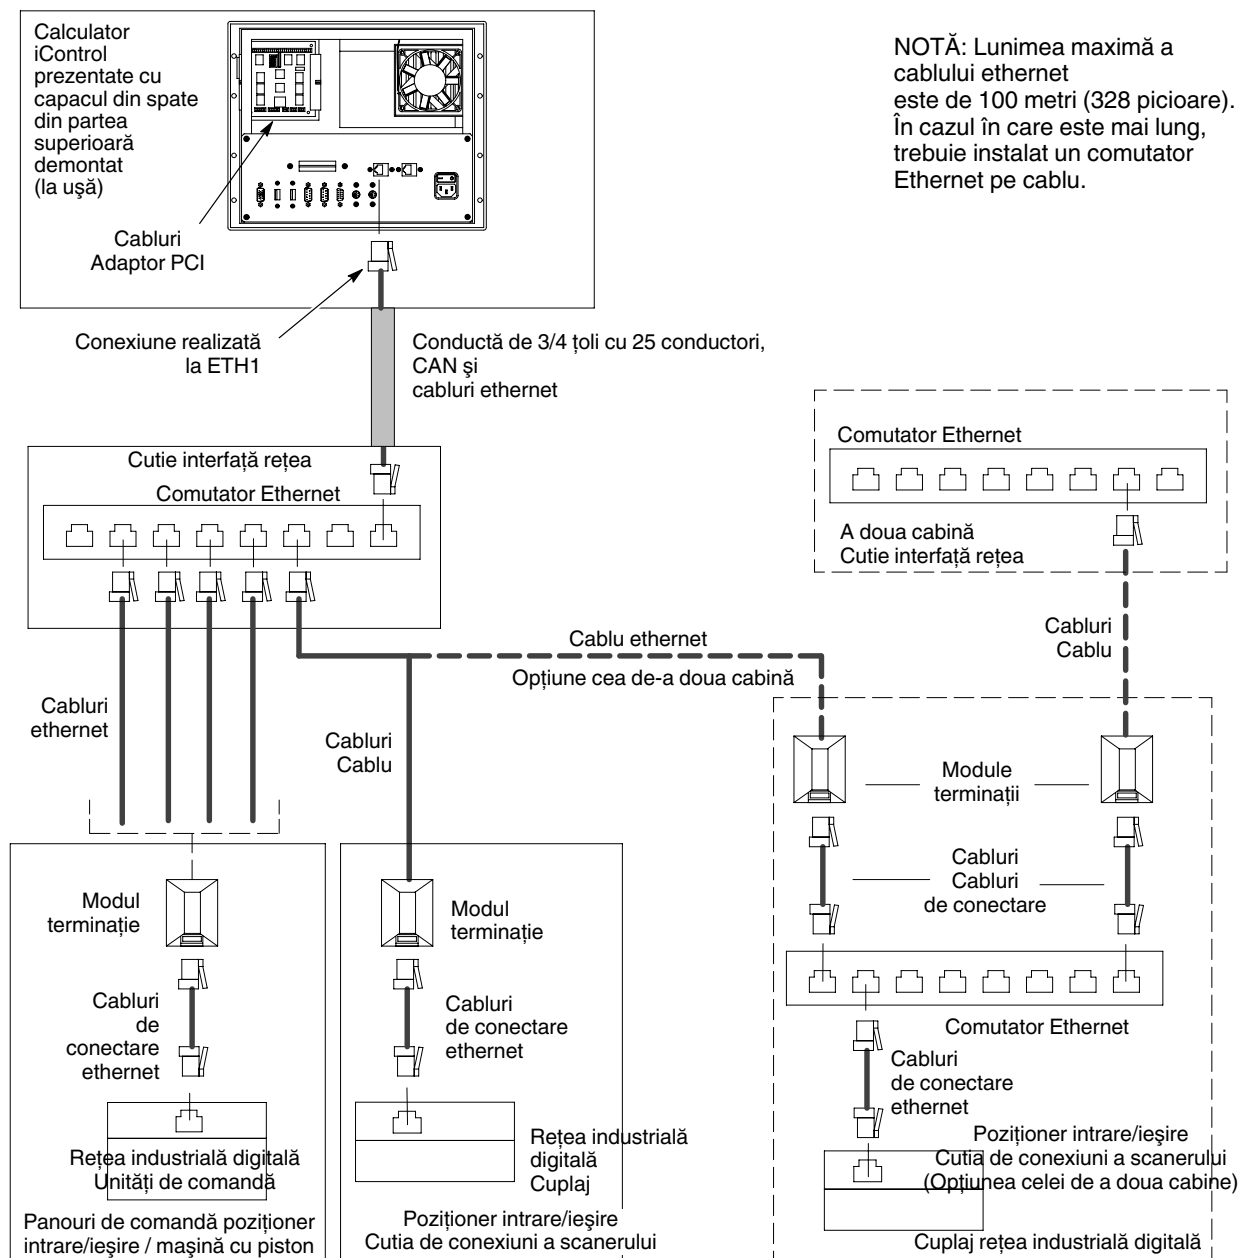 Calculator
iControl
prezentate cu
capacul din spate
din partea
superioară
demontat
(la uşă)
NOTĂ: Lunimea maximă a
cablului ethernet
este de 100 metri (328 picioare).
În cazul în care este mai lung,
trebuie instalat un comutator
Ethernet pe cablu.
Cabluri
Adaptor PCI
Conexiune realizată
la ETH1
Conductă de 3/4 ţoli cu 25 conductori,
CAN şi
cabluri ethernet
Cutie interfaţă reţea
Comutator Ethernet
Comutator Ethernet
A doua cabină
Cutie interfaţă reţea
Cablu ethernet
Opţiune cea de-a doua cabină
Cabluri
Cablu
Cabluri
ethernet
Cabluri
Cablu
Module
terminaţii
Cabluri
Cabluri
de conectare
Modul
terminaţie
Modul
terminaţie
Cabluri
de
conectare
ethernet
Cabluri
de conectare
ethernet
Comutator Ethernet
Cabluri
de conectare
ethernet
Reţea industrială digitală
Unităţi de comandă
Panouri de comandă poziţioner
intrare/ieşire / maşină cu piston
Reţea industrială
digitală
Cuplaj
Poziţioner intrare/ieşire
Cutia de conexiuni a scanerului
Poziţioner intrare/ieşire
Cutia de conexiuni a scanerului
(Opţiunea celei de a doua cabine)
Cuplaj reţea industrială digitală